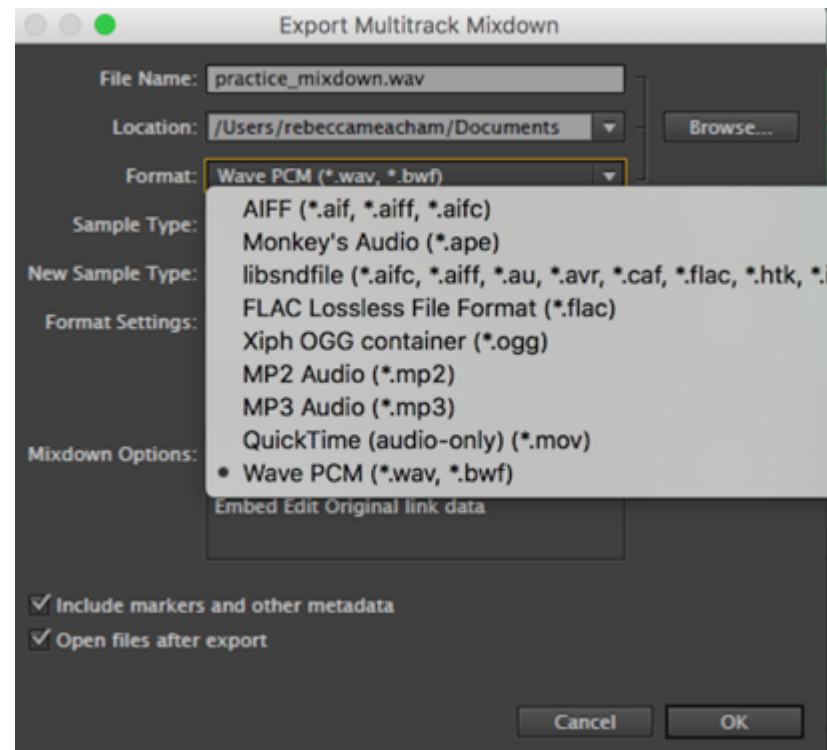 Export Multitrack Mixdown
File Name: practice_mixdown.wav
Location: /Users/rebeccameacham/Documents Browse...
Format: Wave PCM (*.wav, *.bwf)
AIFF (*.aif, *.aiff, *.aifc)
Sample Type:
Monkey's Audio (*.ape)
New Sample Type: libsndfile (*.aifc, *.aiff, *.au, *.avr, *.caf, *.flac, *.htk,
FLAC Lossless File Format (*.flac)
Format Settings:
Xiph OGG container (*.ogg)
MP2 Audio (*.mp2)
MP3 Audio (*.mp3)
QuickTime (audio-only) (*.mov)
Mixdown Options:
• Wave PCM (*.wav, *.bwf)
Embed Edit Original link data
Include markers and other metadata
Open files after export
Cancel OK